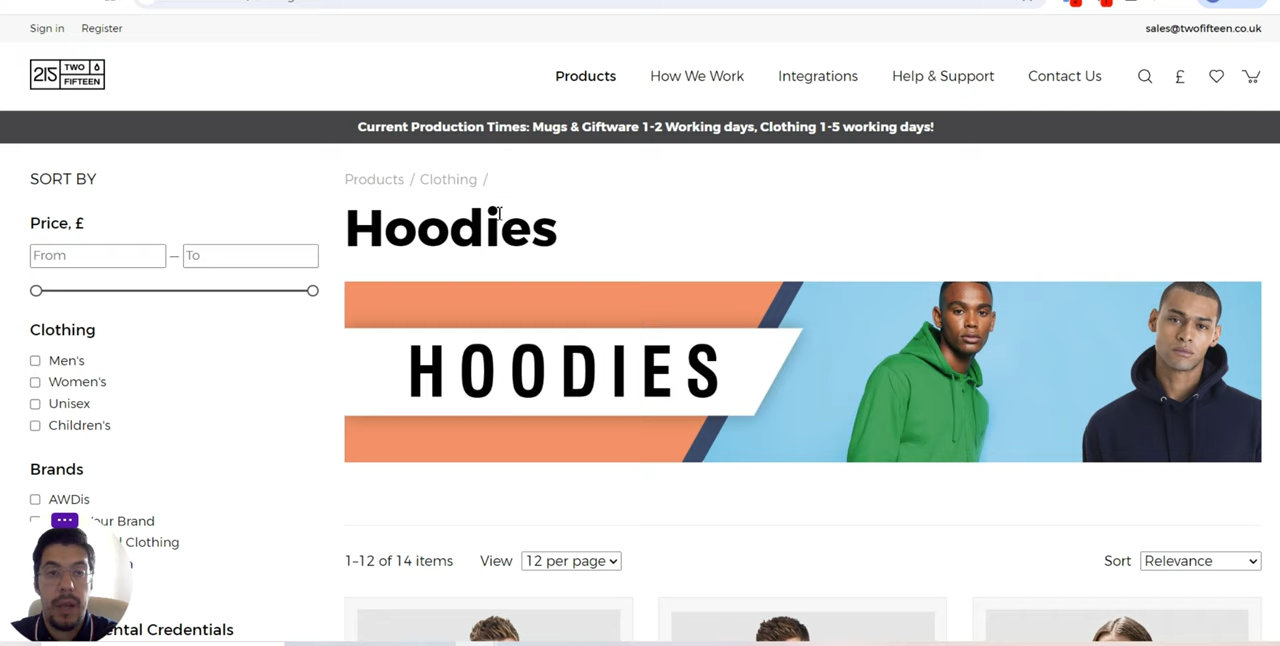 Sign in Register sales@twofifteen.co.uk
215 TWO FIFTEEN
Products How We Work Integrations Help & Support Contact Us £
Current Production Times: Mugs & Giftware 1-2 Working days, Clothing 1-5 working days!
SORT BY
Price, £
From — To
Clothing
Men's
Women's
Unisex
Children's
Brands
AWDis
our Brand
Clothing
Products / Clothing /
Hoodies
HOODIES
1–12 of 14 items View 12 per page Sort Relevance
ental Credentials